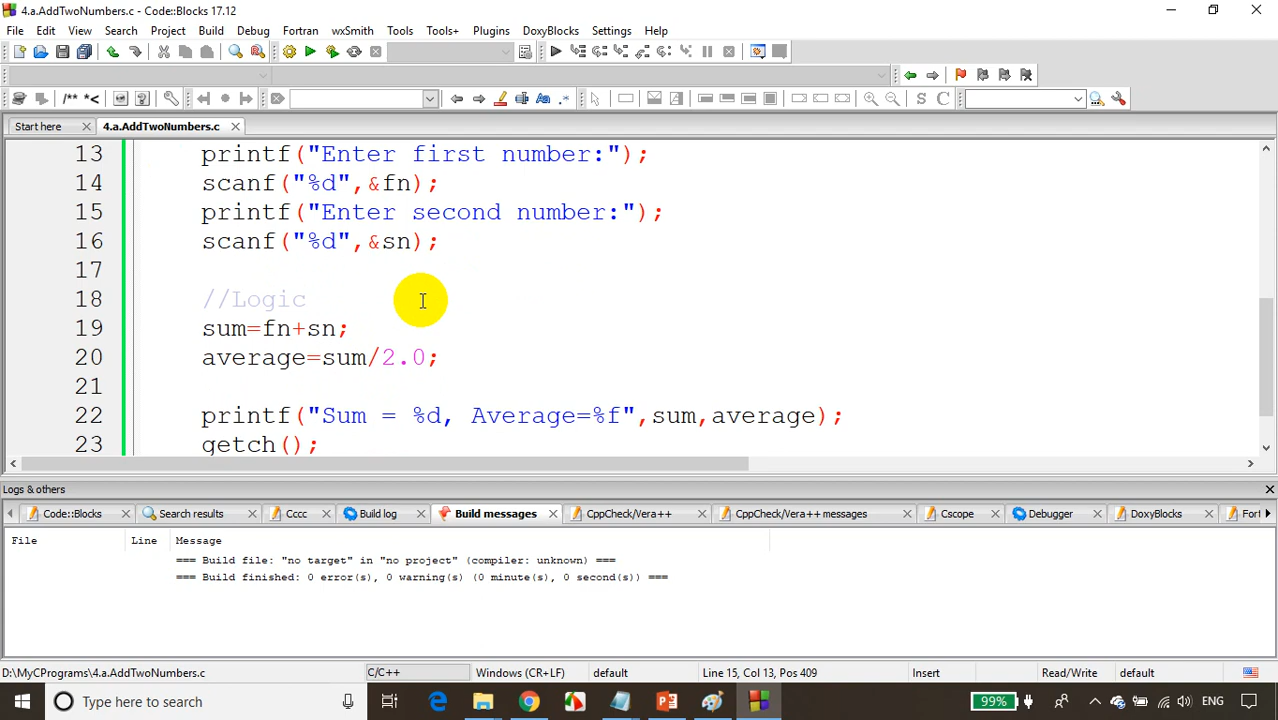 4.a.AddTwoNumbers.c - Code::Blocks 17.12
File Edit View Search Project Build Debug Fortran wxSmith Tools Tools+ Plugins DoxyBlocks Settings Help
/** *<
S C
Start here 4.a.AddTwoNumbers.c
13 printf("Enter first number:");
14 scanf("%d",&fn);
15 printf("Enter second number:");
16 scanf("%d",&sn);
17
18 //Logic
19 sum=fn+sn;
20 average=sum/2.0;
21
22 printf("Sum = %d, Average=%f",sum,average);
23 getch();
Logs & others
Code::Blocks Search results Cccc Build log Build messages CppCheck/Vera++ CppCheck/Vera++ messages Cscope Debugger DoxyBlocks Fort
File Line Message
=== Build file: "no target" in "no project" (compiler: unknown) ===
=== Build finished: 0 error(s), 0 warning(s) (0 minute(s), 0 second(s)) ===
D:\MyCPrograms\4.a.AddTwoNumbers.c C/C++ Windows (CR+LF) default Line 15, Col 13, Pos 409 Insert Read/Write default
Type here to search 99% ENG